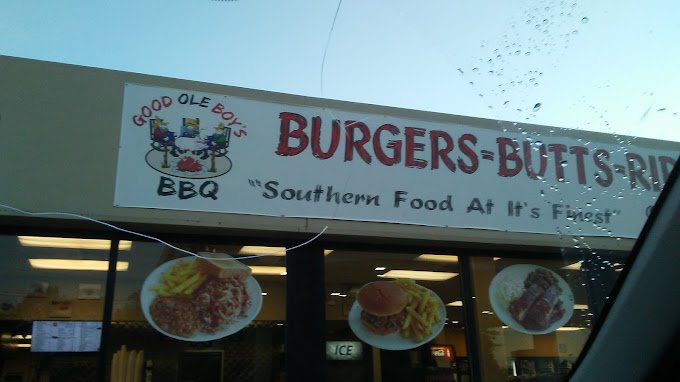 GOOD OLE BOY'S
BBQ
BURGERS-BUTTS-RI
"Southern Food At It's Finest"
ICE